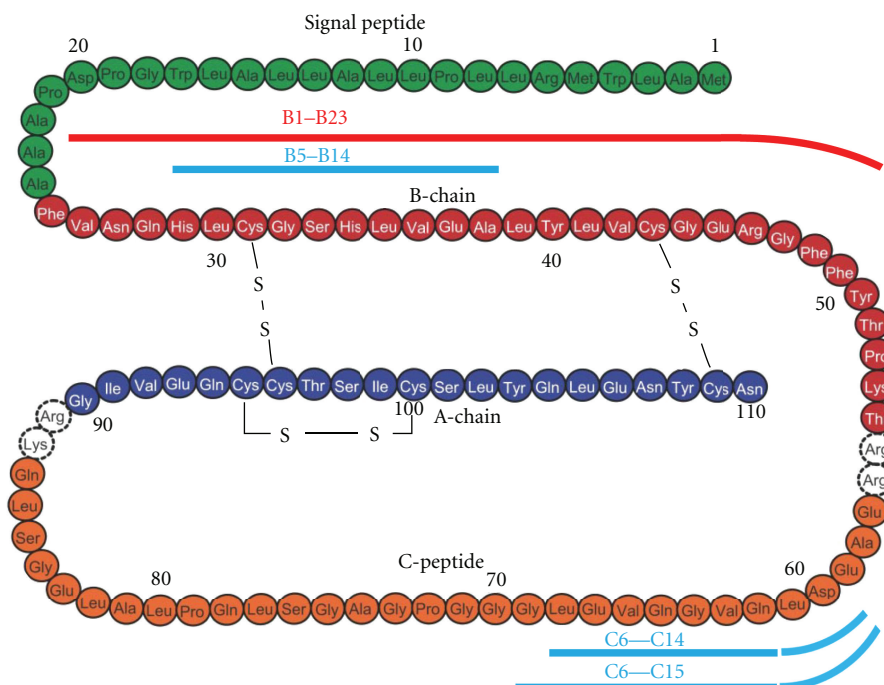 Signal peptide
20 10 1
Asp Pro Gly Trp Leu Ala Leu Leu Ala Leu Leu Pro Leu Leu Arg Met Trp Leu Ala Met
Pro
Ala
Ala
Ala
B1–B23
B5–B14
B-chain
Phe Val Asn Gln His Leu Cys Gly Ser His Leu Val Glu Ala Leu Tyr Leu Val Cys Gly Glu Arg Gly Phe Phe Tyr
30 40 50
Thr
Pro
Lys
Thr
Arg
Arg
S
S
S
S
Gly Ile Val Glu Gln Cys Cys Thr Ser Ile Cys Ser Leu Tyr Gln Leu Glu Asn Tyr Cys Asn
90 100 110
A-chain
S S
Arg
Lys
Gln
Leu
Ser
Gly
Glu
C-peptide
80 70 60
Leu Ala Leu Pro Gln Leu Ser Gly Ala Gly Pro Gly Gly Gly Leu Glu Val Gln Gly Val Gln Leu Asp
Glu
Ala
Glu
C6—C14
C6—C15